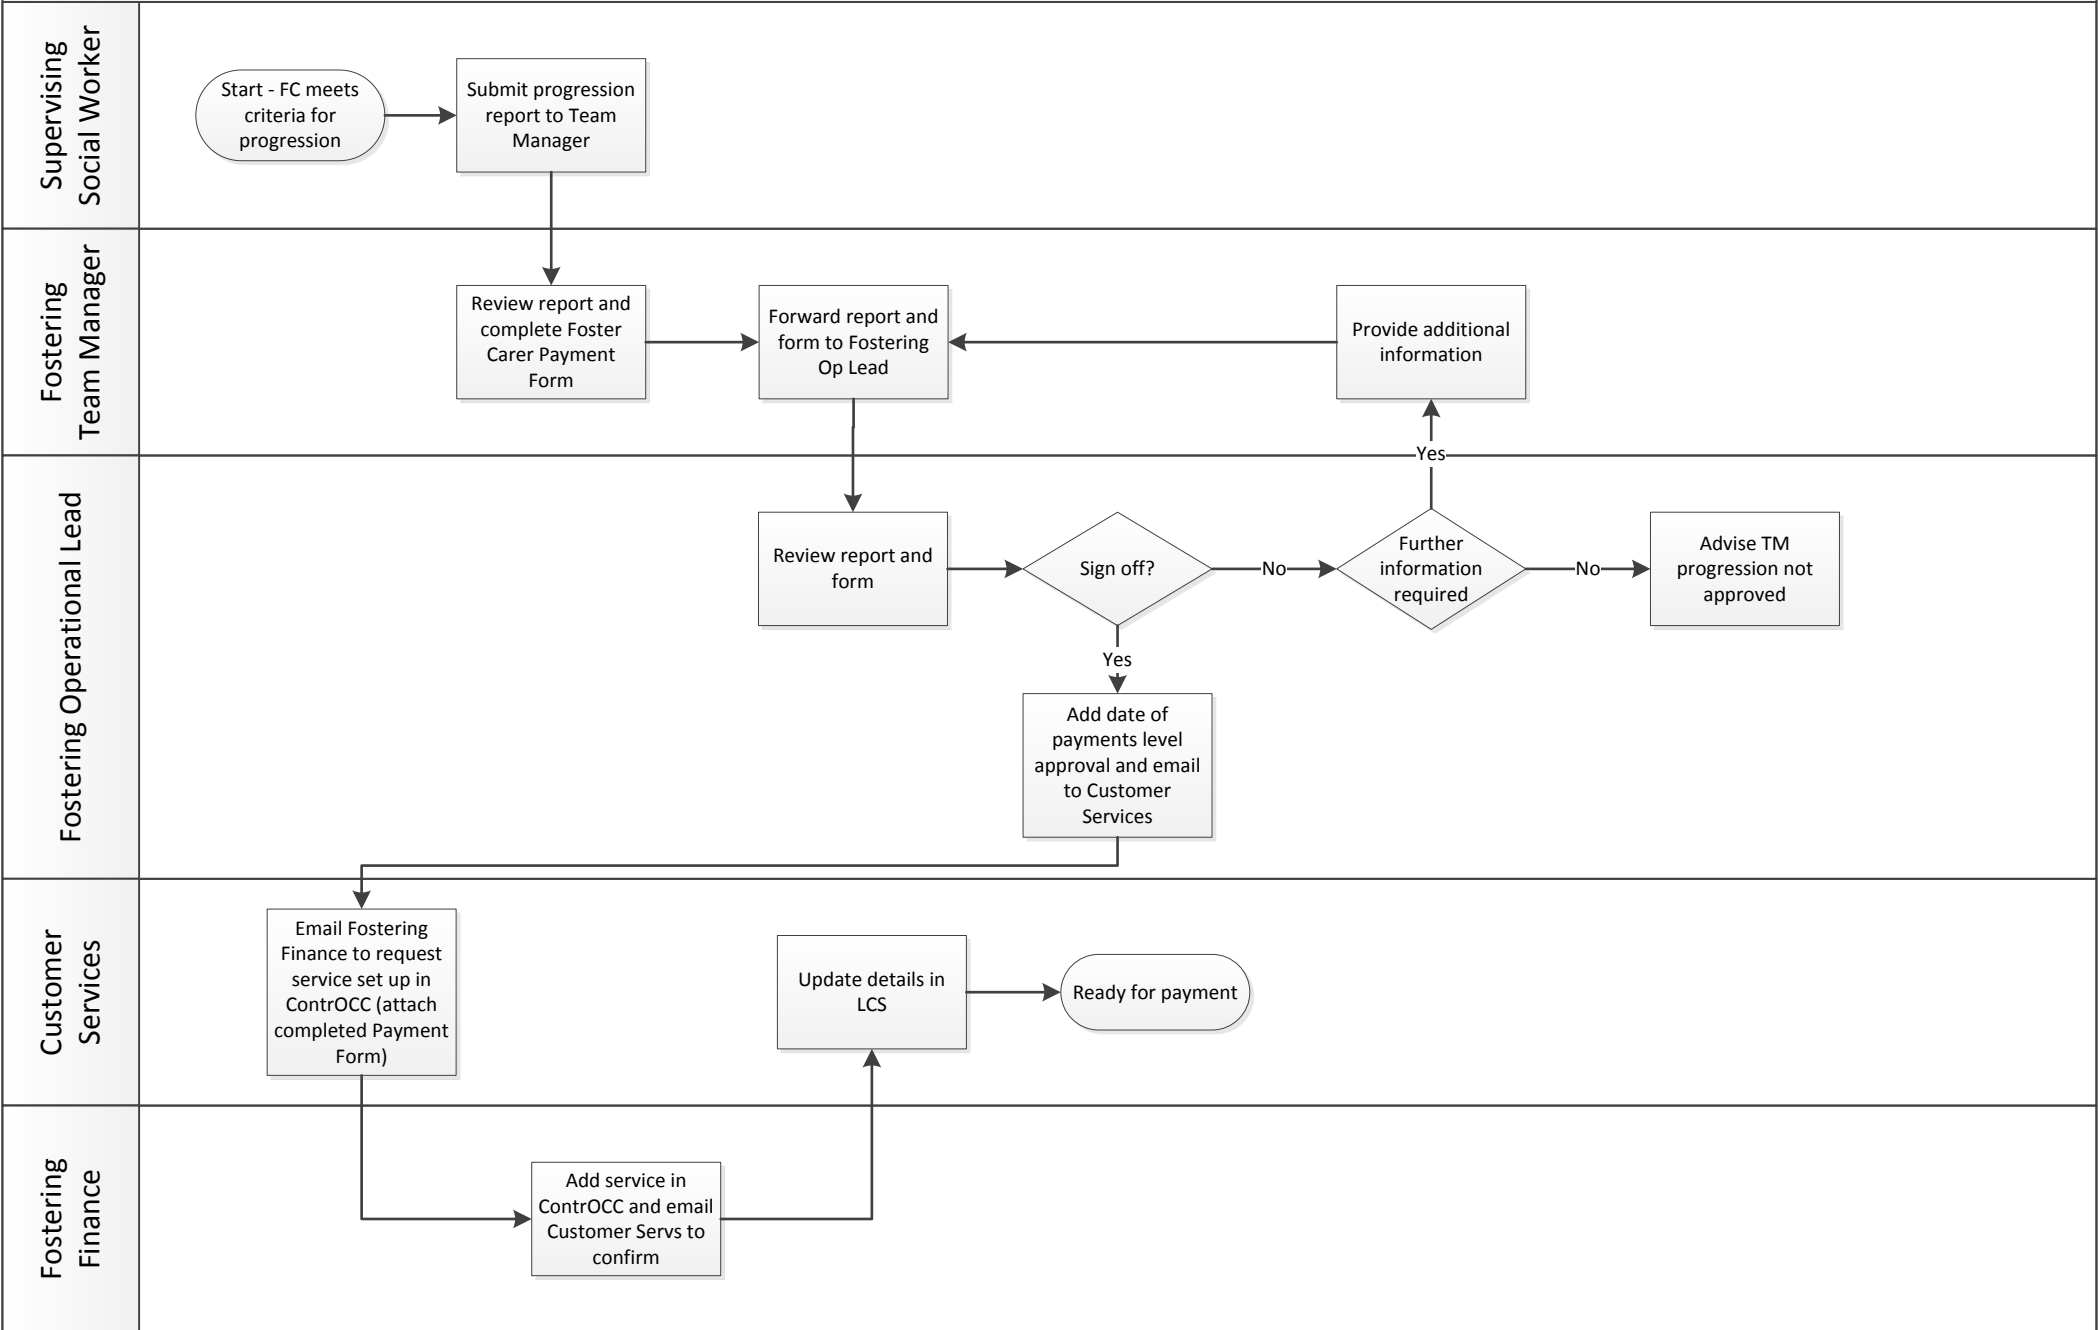 Supervising
Social Worker
Start - FC meets
criteria for
progression
Submit progression
report to Team
Manager
Fostering
Team Manager
Review report and
complete Foster
Carer Payment
Form
Forward report and
form to Fostering
Op Lead
Provide additional
information
Yes
Fostering Operational Lead
Review report and
form
Sign off?
No
Further
information
required
No
Advise TM
progression not
approved
Yes
Add date of
payments level
approval and email
to Customer
Services
Customer
Services
Email Fostering
Finance to request
service set up in
ContrOCC (attach
completed Payment
Form)
Update details in
LCS
Ready for payment
Fostering
Finance
Add service in
ContrOCC and email
Customer Servs to
confirm